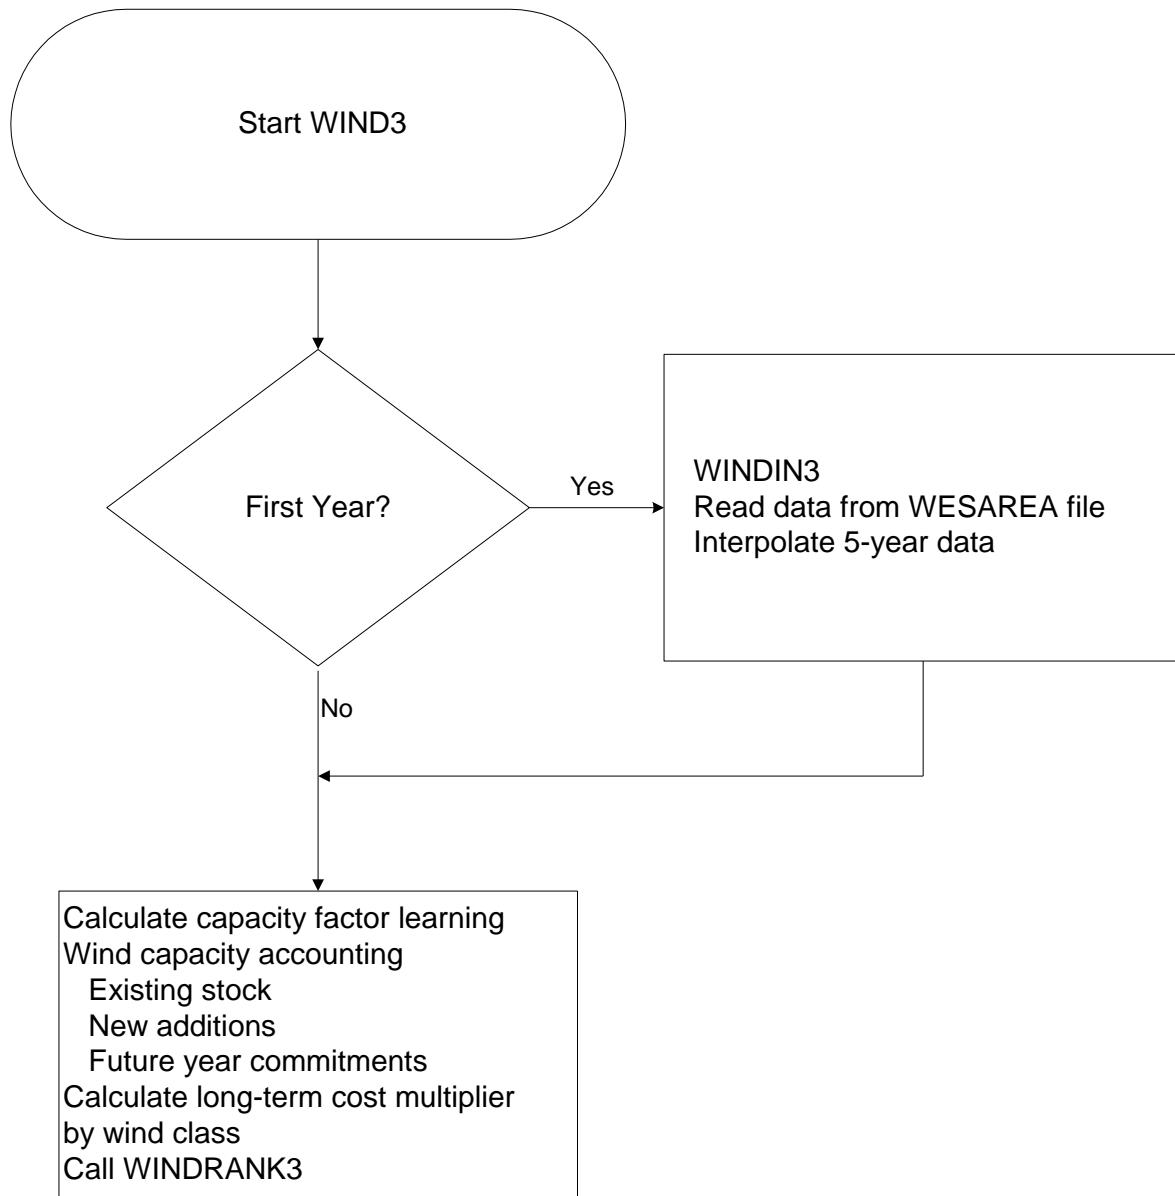 Start WIND3
First Year?
Yes
WINDIN3
Read data from WESAREA file
Interpolate 5-year data
No
Calculate capacity factor learning
Wind capacity accounting
Existing stock
New additions
Future year commitments
Calculate long-term cost multiplier
by wind class
Call WINDRANK3